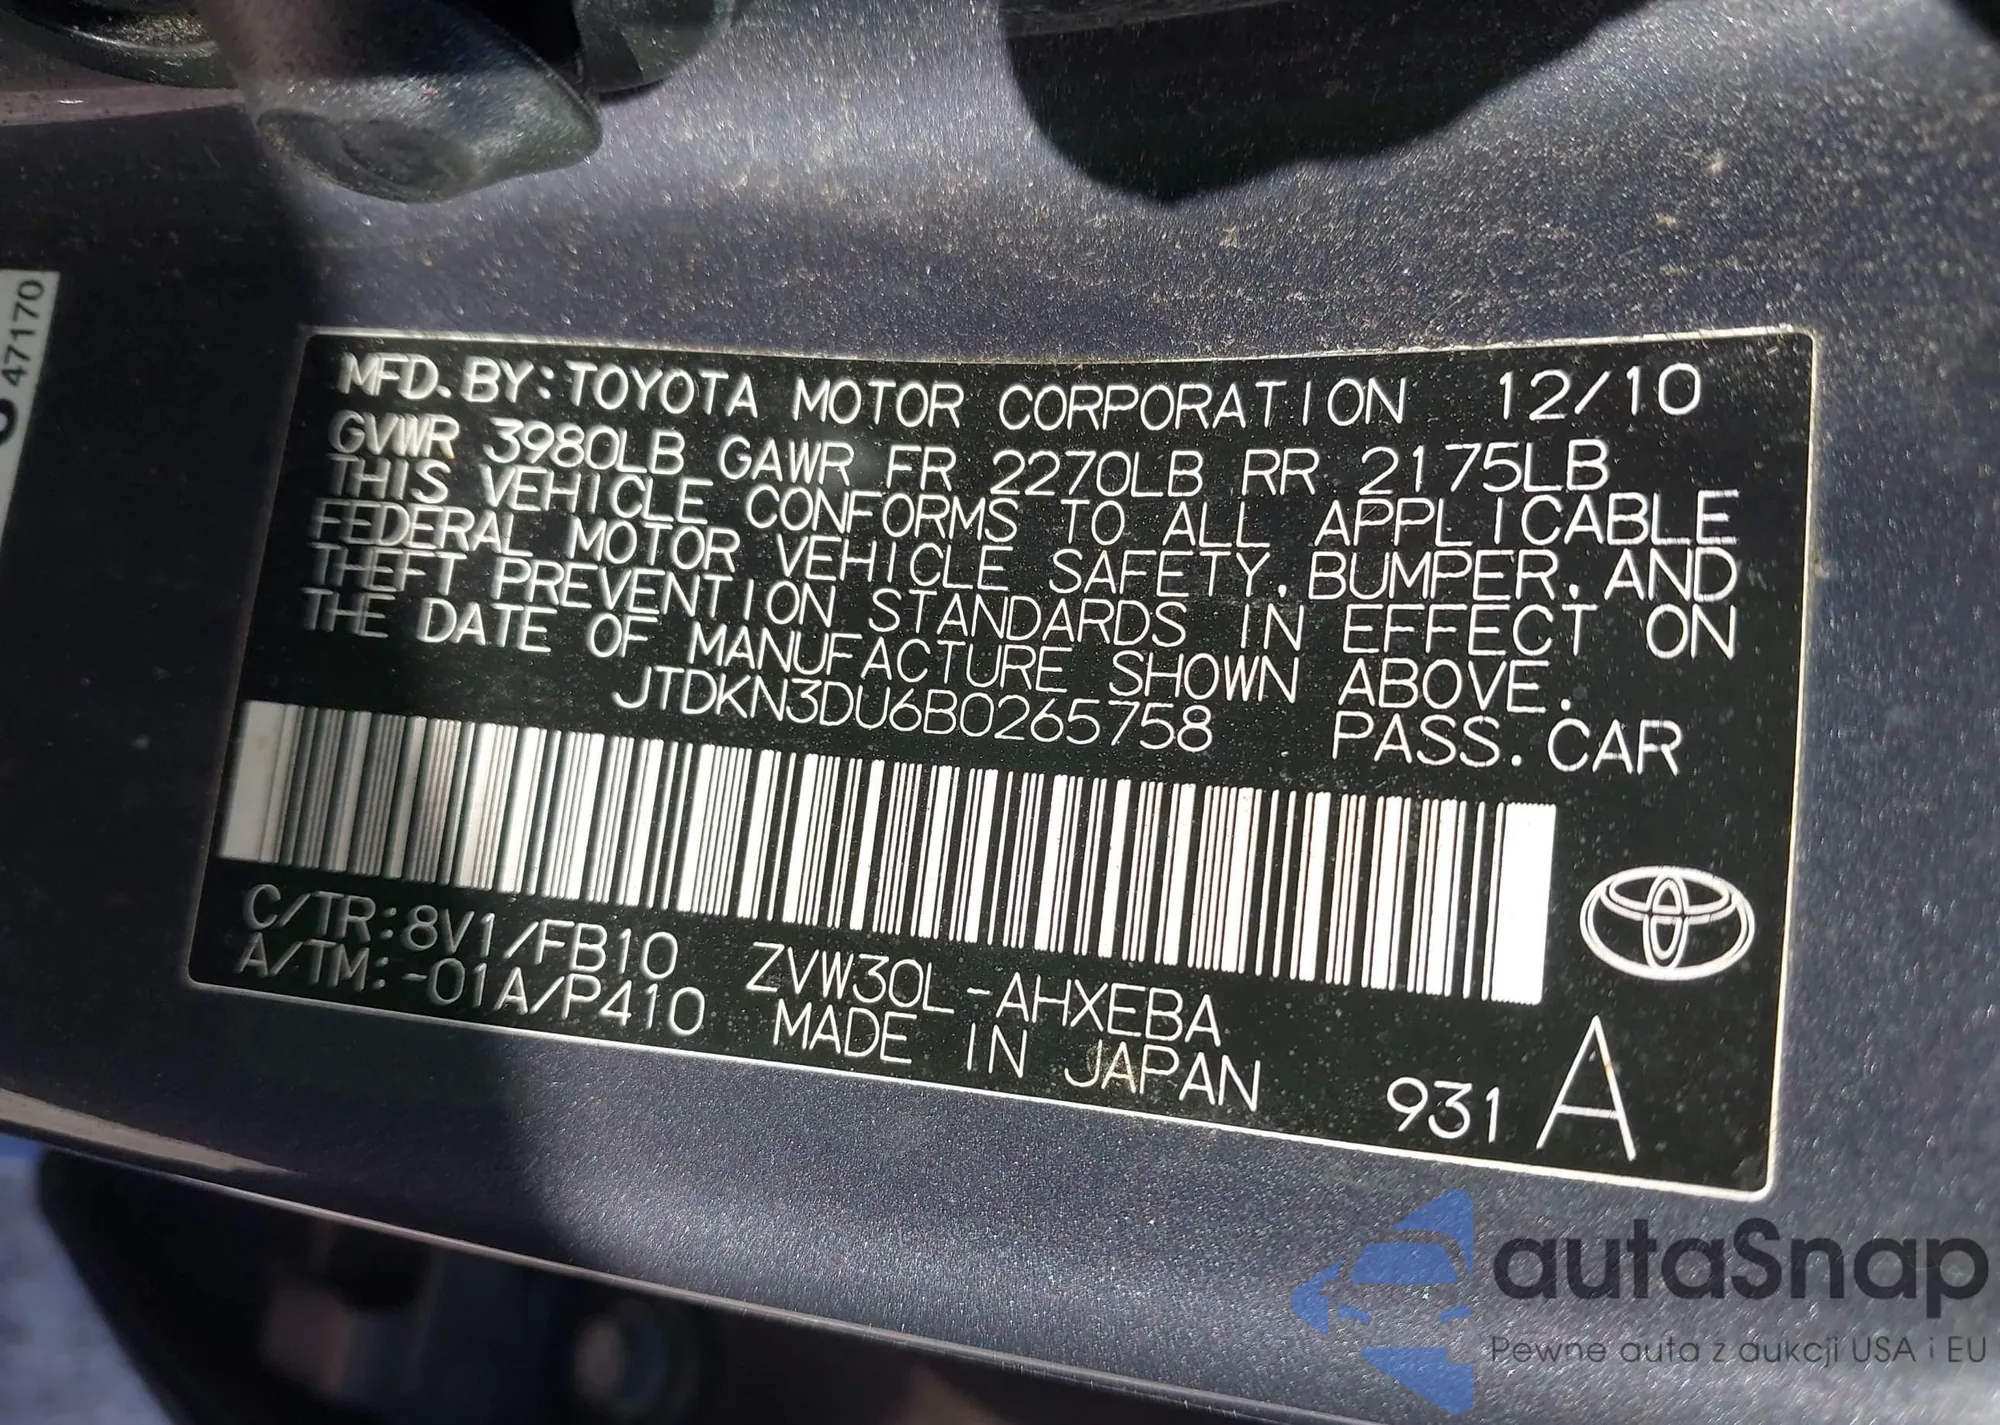 47170
MFD. BY: TOYOTA MOTOR CORPORATION 12/10
GVWR 3980LB GAWR FR 2270LB RR 2175LB
THIS VEHICLE CONFORMS TO ALL APPLICABLE
FEDERAL MOTOR VEHICLE SAFETY, BUMPER, AND
THEFT PREVENTION STANDARDS IN EFFECT ON
THE DATE OF MANUFACTURE SHOWN ABOVE.
JTDKN3DU6B0265758 PASS. CAR
C/TR: 8V1/FB10 ZVW30L-AHXEBA
A/TM: -01A/P410 MADE IN JAPAN
931 A
autaSnap
Pewne auta z aukcji USA i EU